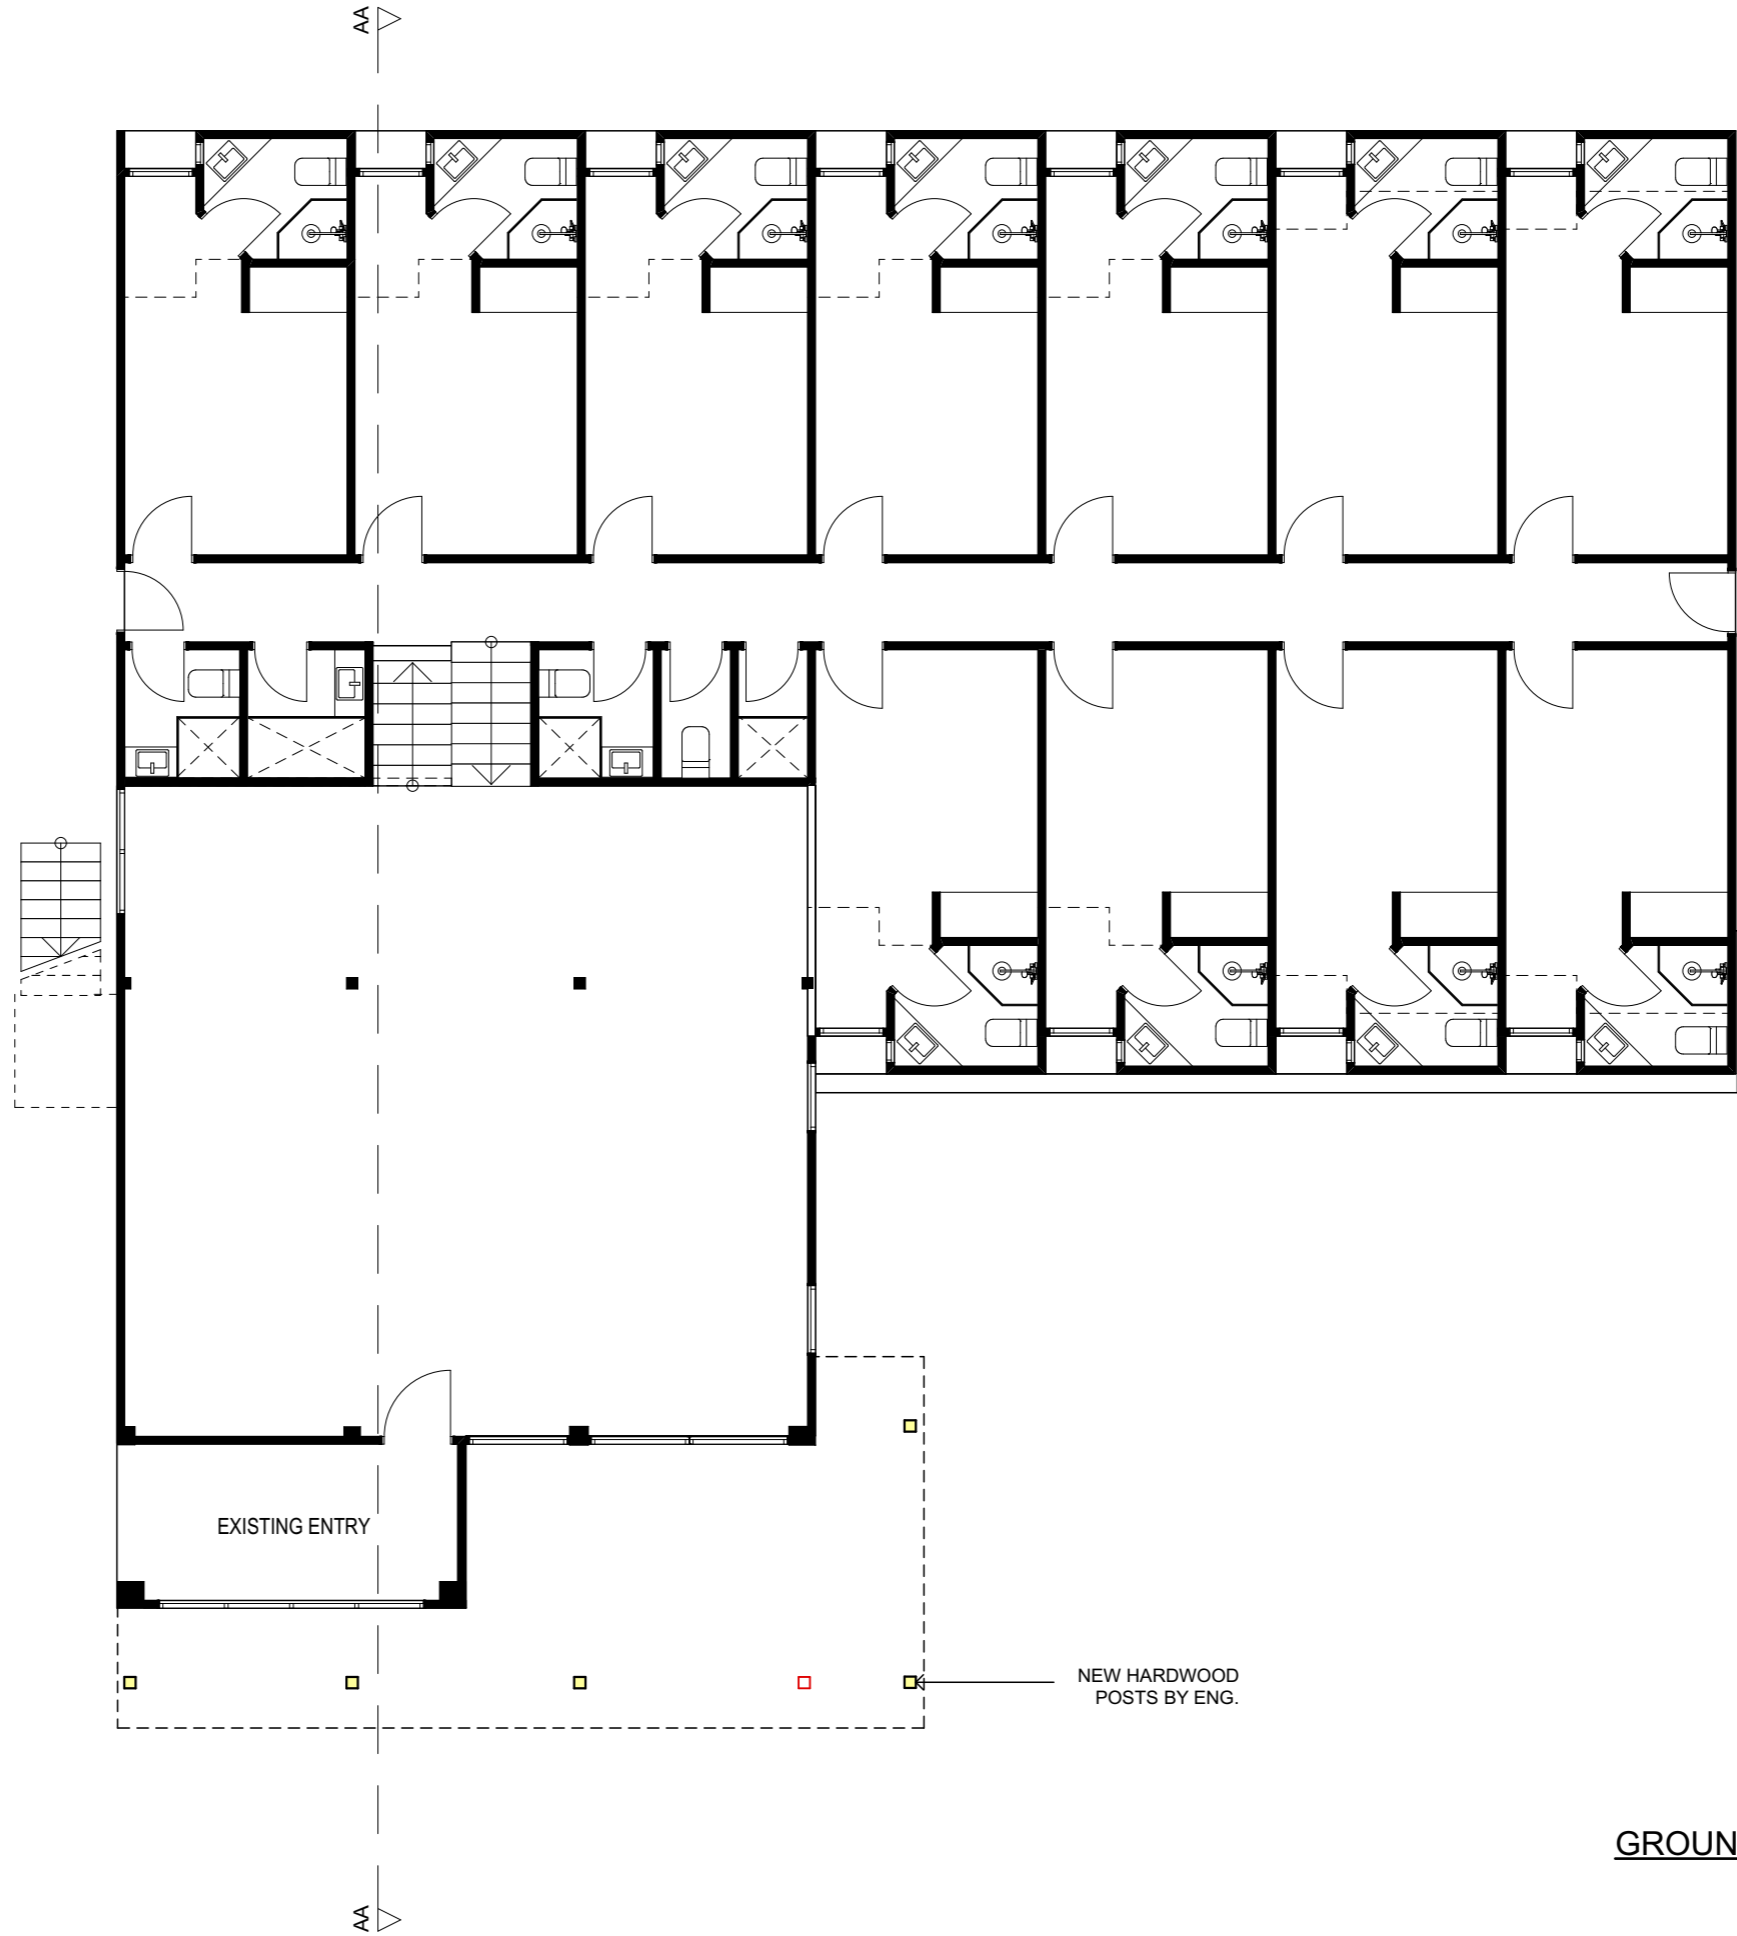 AA
EXISTING ENTRY
NEW HARDWOOD
POSTS BY ENG.
GROUN
AA